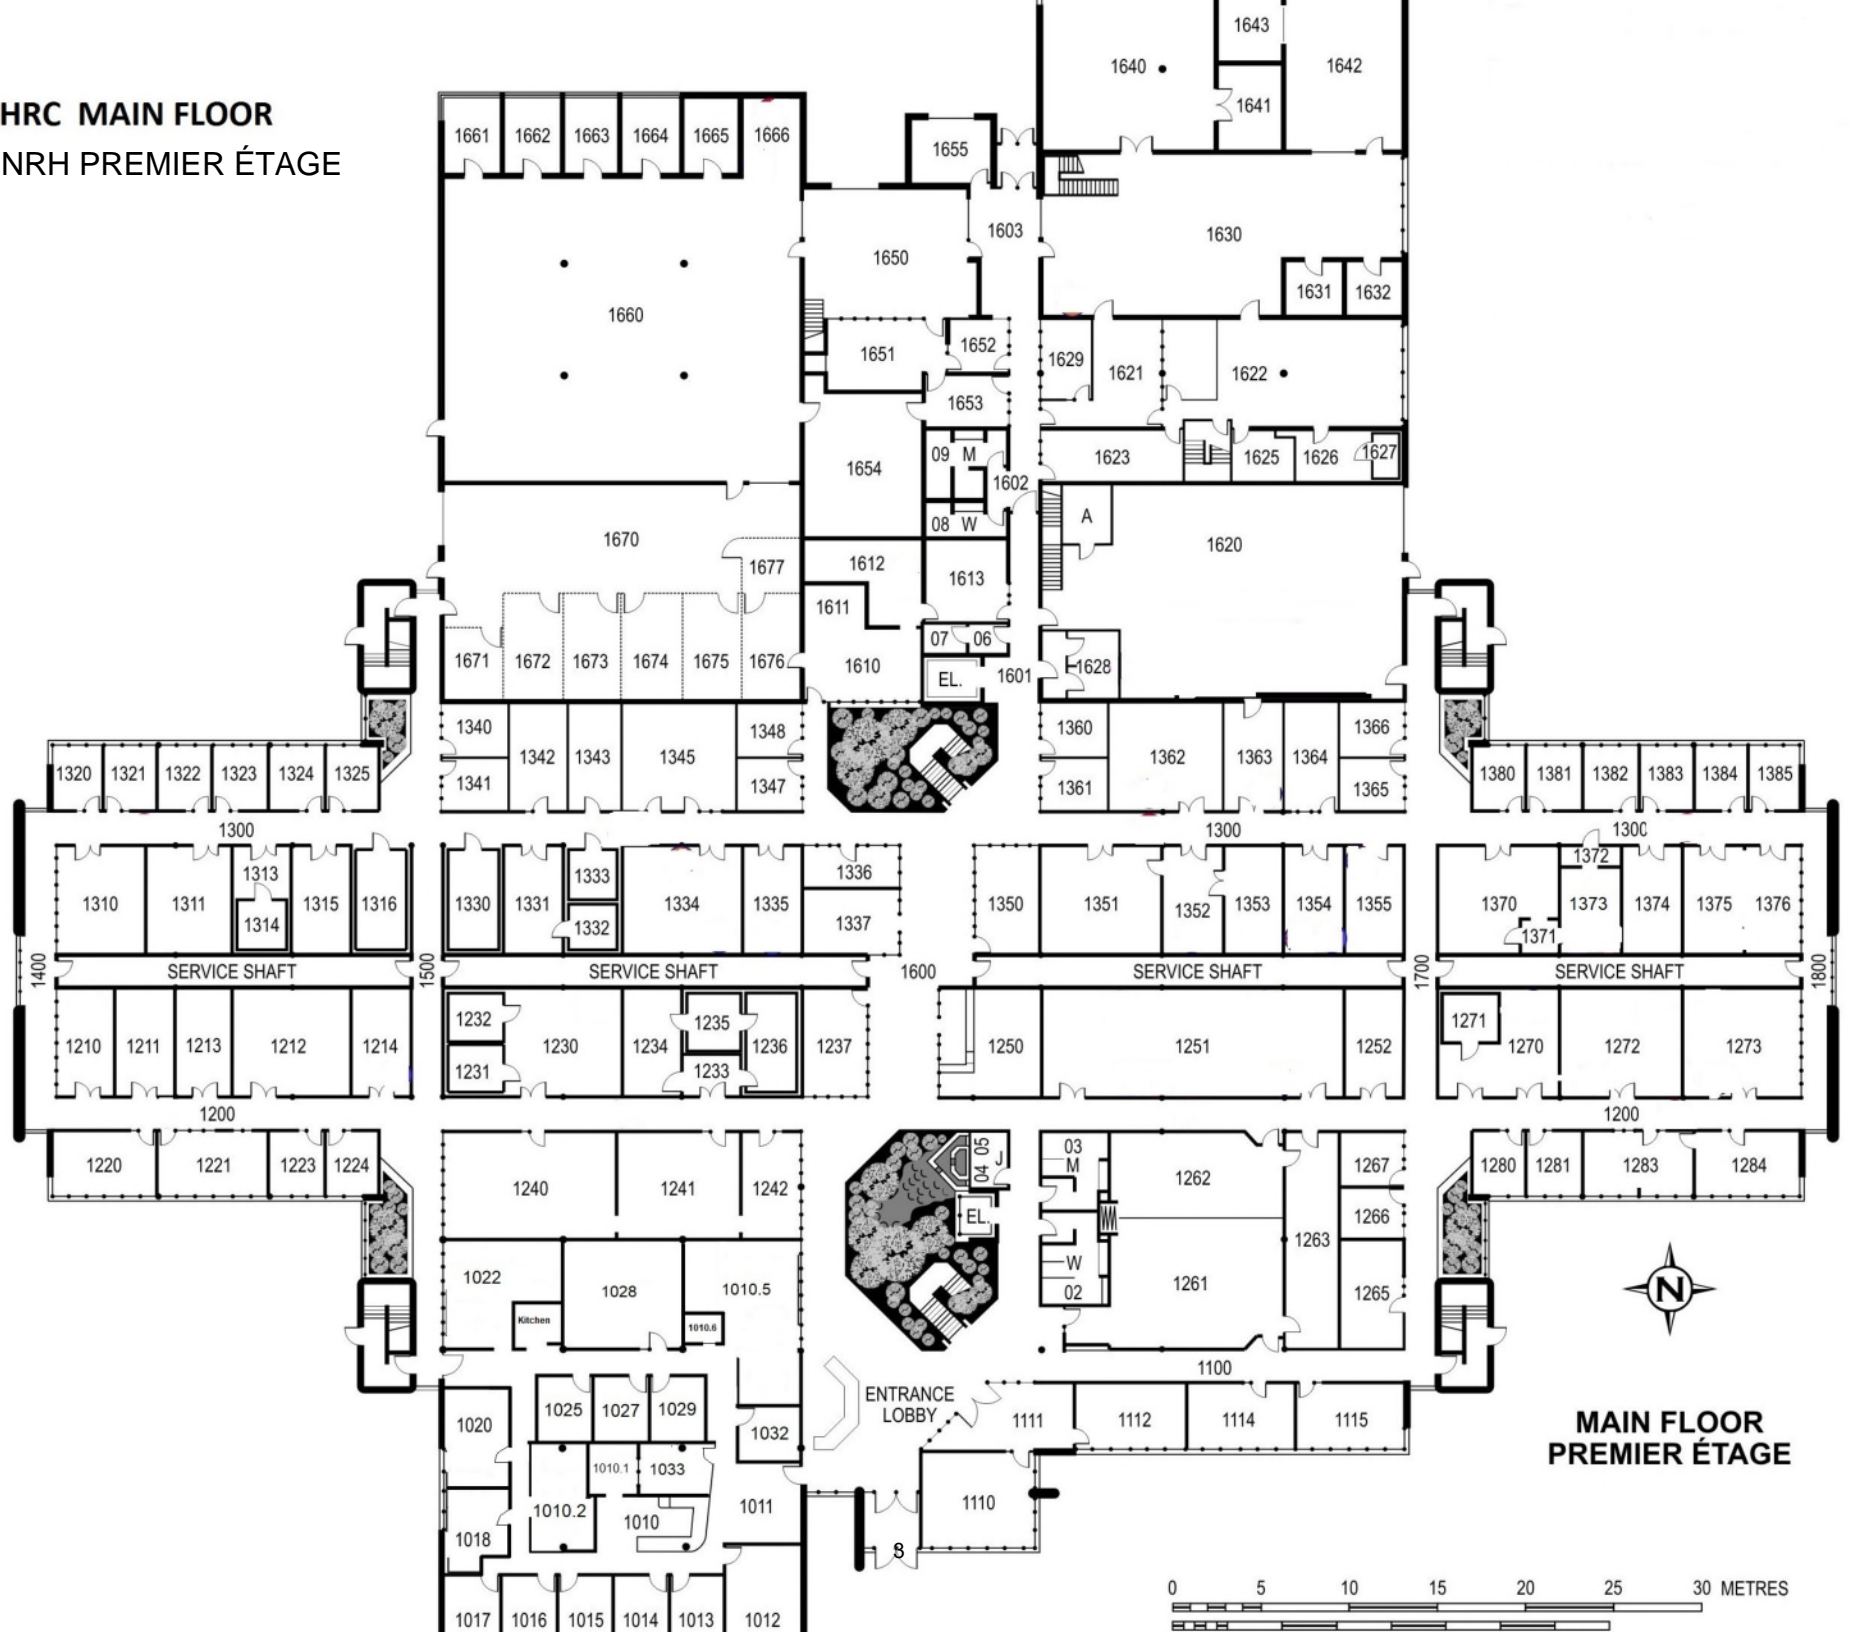 1643
1640
1642
1641
HRC MAIN FLOOR
NRH PREMIER ÉTAGE
1661 1662 1663 1664 1665 1666
1655
1603
1630
1650
1631 1632
1660
1651
1652
1629
1621
1622
1653
09 M
1654
1602
1623
1625
1626
1627
08 W
A
1670
1677
1612
1613
1620
1611
07 06
1671 1672 1673 1674 1675 1676
1610
EL.
1601
1628
1340
1342 1343 1345
1348
1341
1347
1360
1361
1362 1363 1364
1366
1365
1320 1321 1322 1323 1324 1325
1380 1381 1382 1383 1384 1385
1300
1300
1300
1310 1311
1313
1314
1315 1316
1330 1331
1333
1332
1334 1335
1336
1337
1350 1351 1352 1353 1354 1355
1370
1371
1372
1373
1374 1375 1376
1400
SERVICE SHAFT
1500
SERVICE SHAFT
1600
SERVICE SHAFT
1700
SERVICE SHAFT
1800
1210 1211 1213 1212 1214
1232
1231
1230
1234
1235
1233
1236
1237
1250 1251 1252
1271
1270
1272 1273
1200
1200
1220 1221 1223 1224
1240 1241 1242
04 05
J
EL.
03
M
W
02
1262
1261
1263
1267
1266
1265
1280 1281 1283 1284
1022
Kitchen
1028
1010.5
1010.6
N
1100
ENTRANCE
LOBBY
1111 1112 1114 1115
1020
1025 1027 1029
1032
1010.1
1033
1010.2
1010
1011
1018
1110
8
MAIN FLOOR
PREMIER ÉTAGE
1017 1016 1015 1014 1013 1012
0 5 10 15 20 25 30 METRES